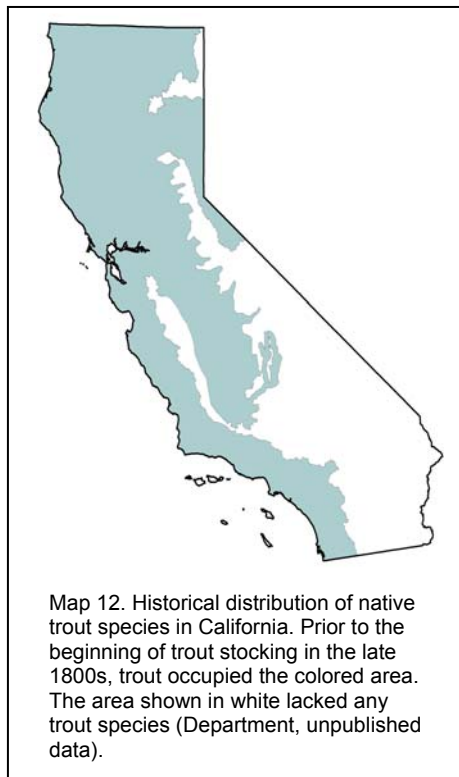 Map 12. Historical distribution of native
trout species in California. Prior to the
beginning of trout stocking in the late
1800s, trout occupied the colored area.
The area shown in white lacked any
trout species (Department, unpublished
data).